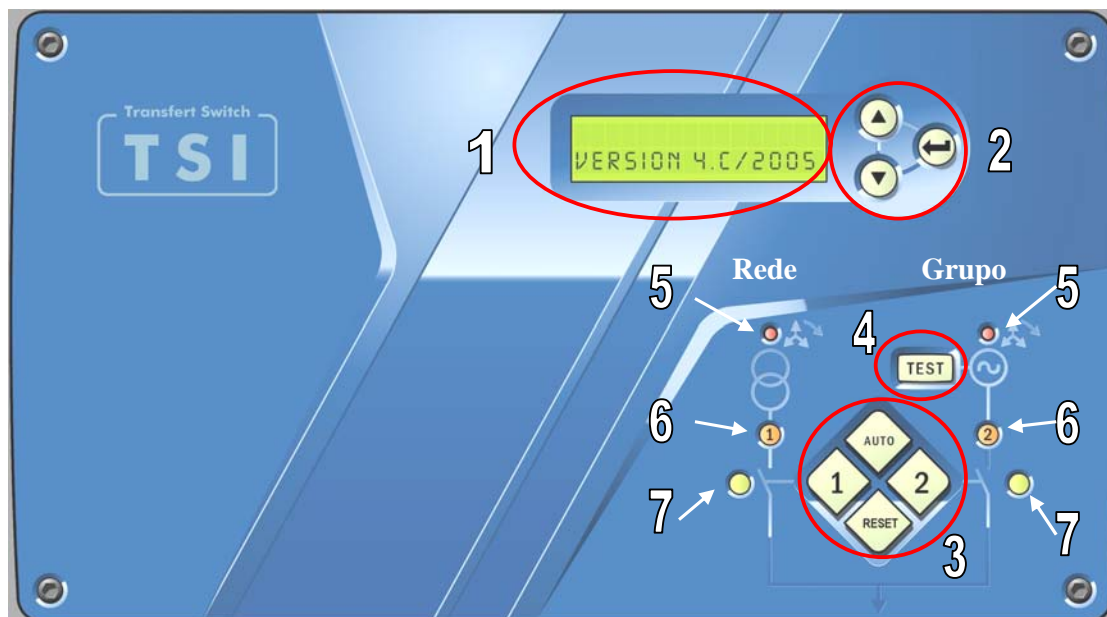 Transfert Switch
TSI
1
VERSION 4.C/2005
2
Rede
Grupo
5
5
4
TEST
6
1
AUTO
2
6
1
2
7
RESET
3
7